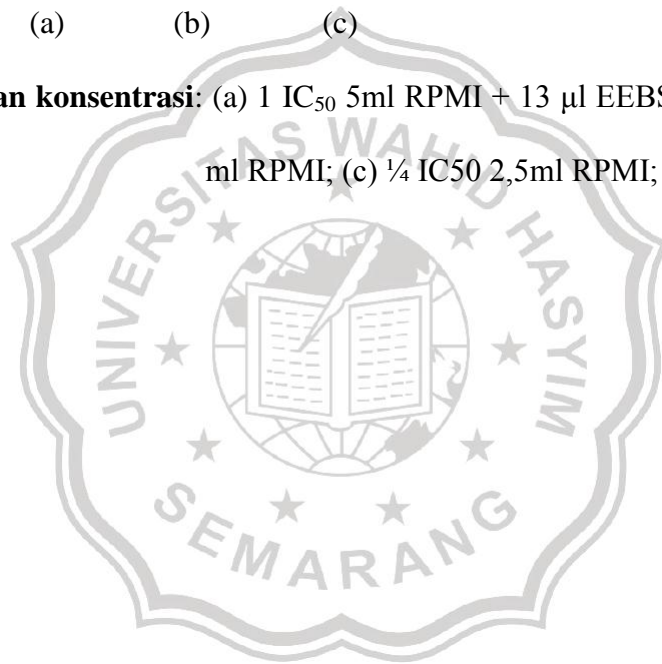 (a) (b) (c)
an konsentrasi: (a) 1 IC₅₀ 5ml RPMI + 13 μl EEBS
ml RPMI; (c) ¼ IC50 2,5ml RPMI;
UNIVERSITAS WAHID HASYIM
SEMARANG